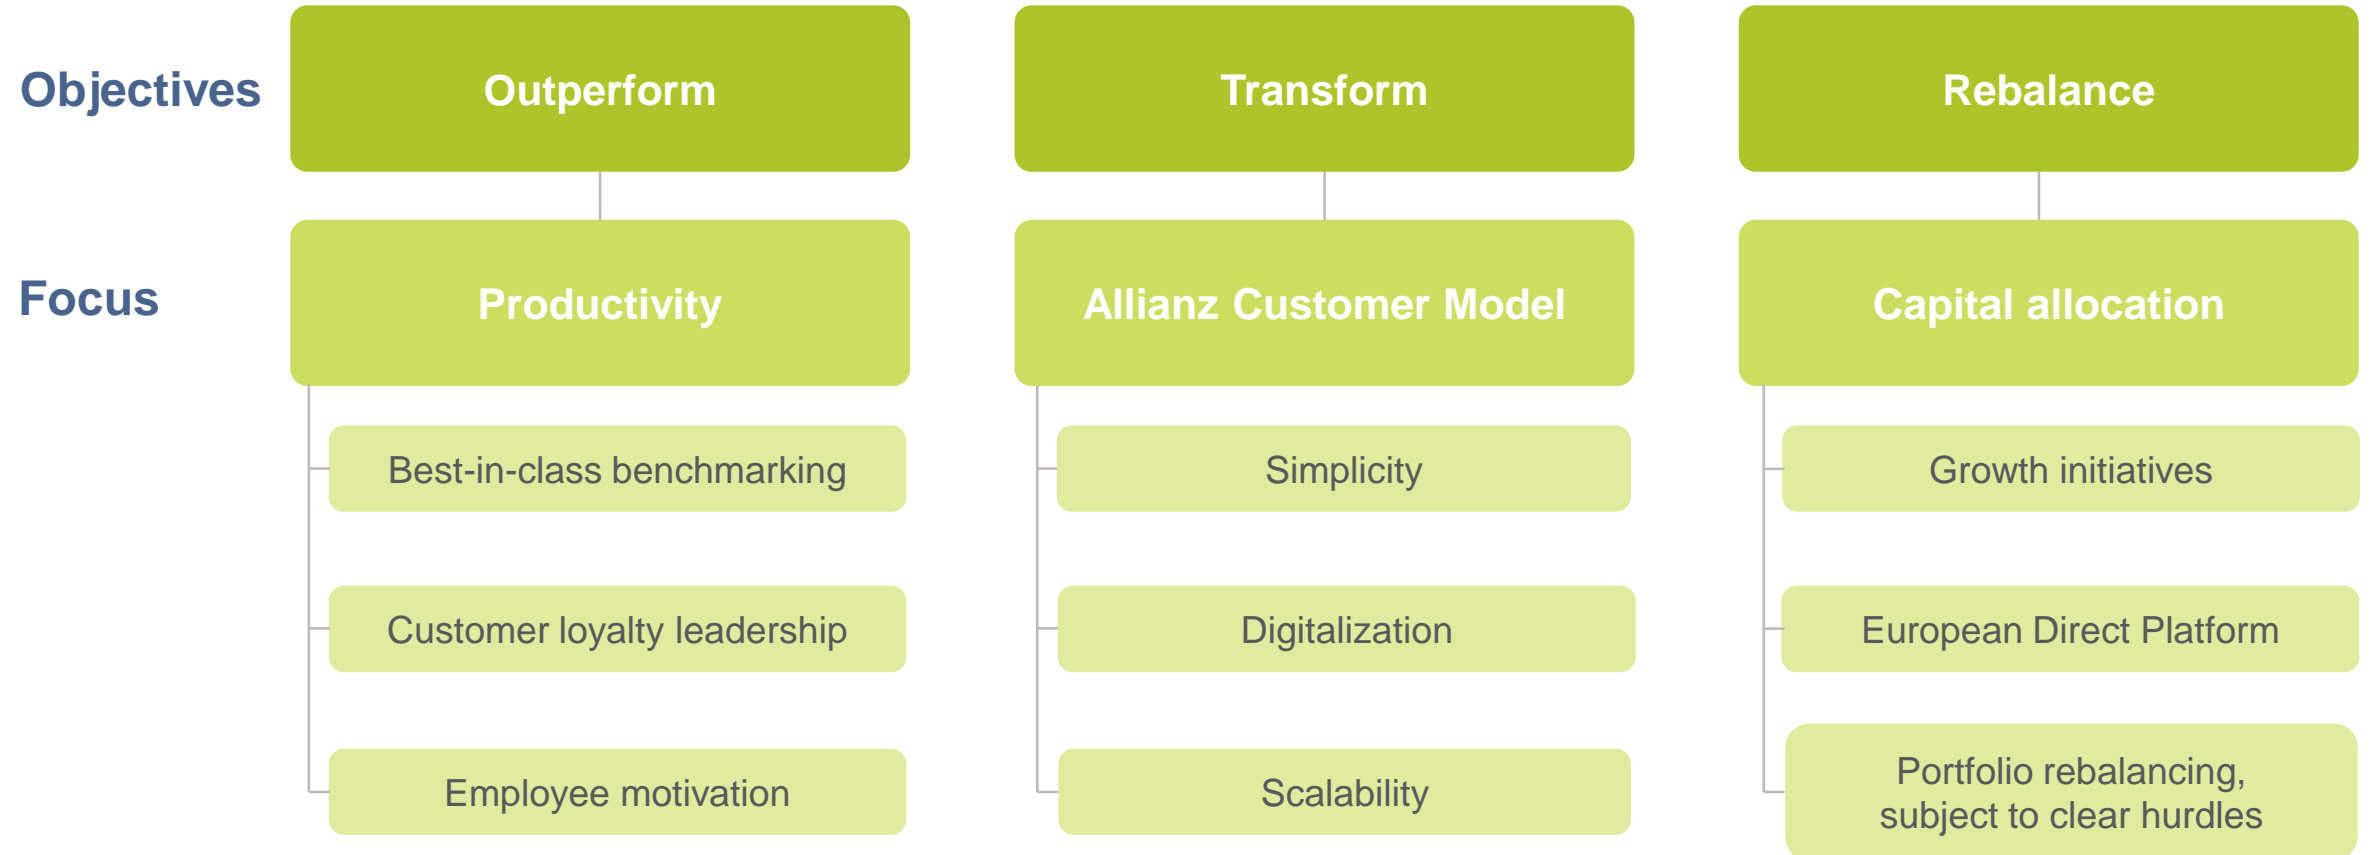 Objectives
Outperform
Transform
Rebalance
Focus
Productivity
Allianz Customer Model
Capital allocation
Best-in-class benchmarking
Simplicity
Growth initiatives
Customer loyalty leadership
Digitalization
European Direct Platform
Employee motivation
Scalability
Portfolio rebalancing,
subject to clear hurdles